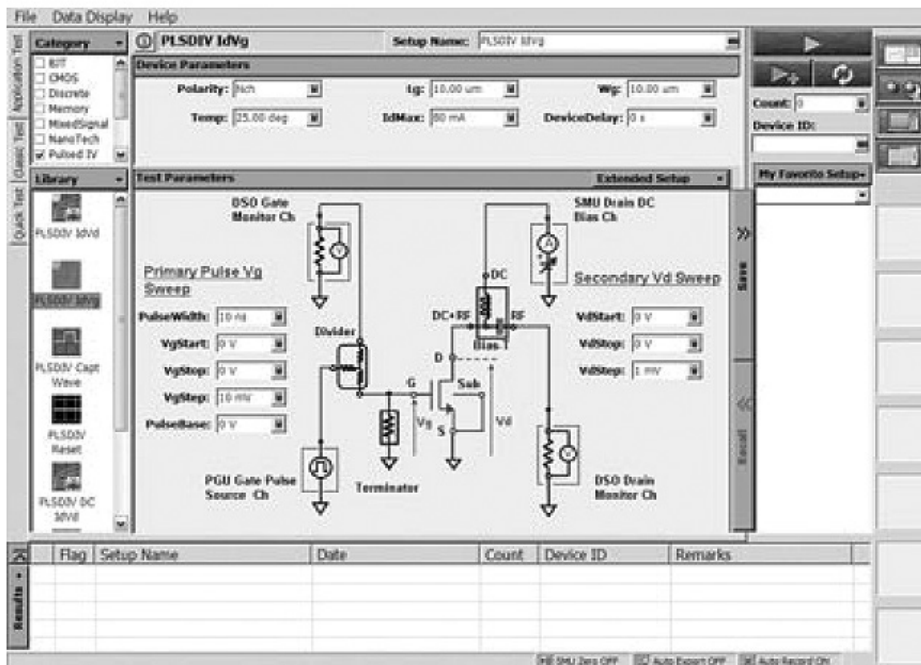 File Data Display Help
Application Test
Classic Test
Quick Test
Category
BJT
CMOS
Discrete
Memory
MixedSignal
NanoTech
Pulsed IV
Library
PLSDIV IdVd
PLSDIV IdVg
PLSDIV Capt
Wave
PLSDIV
Reset
PLSDIV DC
IdVd
PLSDIV IdVg
Setup Name: PLSDIV IdVg
Device Parameters
Polarity: Nch
Lg: 10.00 um
Wg: 10.00 um
Temp: 25.00 deg
IdMax: 80 mA
DeviceDelay: 0 s
Test Parameters
Extended Setup
DSO Gate
Monitor Ch
SMU Drain DC
Bias Ch
V
A
Primary Pulse Vg
Sweep
PulseWidth: 10 ns
VgStart: 0 V
VgStop: 0 V
VgStep: 10 mV
PulseBase: 0 V
Divider
DC
DC+RF
RF
Bias T
D
G
Sub
S
Vg
Vd
Secondary Vd Sweep
VdStart: 0 V
VdStop: 0 V
VdStep: 1 mV
PGU Gate Pulse
Source Ch
Terminator
V
DSO Drain
Monitor Ch
Save
Recall
Count: 0
Device ID:
My Favorite Setup
Results
Flag Setup Name Date Count Device ID Remarks
SMU Zero OFF Auto Export OFF Auto Record ON